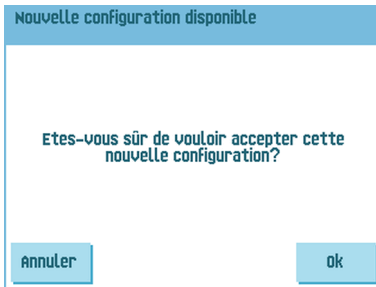 Nouvelle configuration disponible
Etes-vous sûr de vouloir accepter cette
nouvelle configuration?
Annuler
Ok